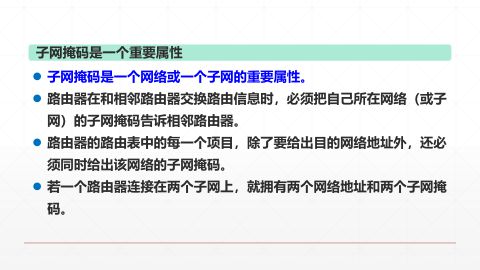 子网掩码是一个重要属性
子网掩码是一个网络或一个子网的重要属性。
路由器在和相邻路由器交换路由信息时，必须把自己所在网络（或子
网）的子网掩码告诉相邻路由器。
路由器的路由表中的每一个项目，除了要给出目的网络地址外，还必
须同时给出该网络的子网掩码。
若一个路由器连接在两个子网上，就拥有两个网络地址和两个子网掩
码。